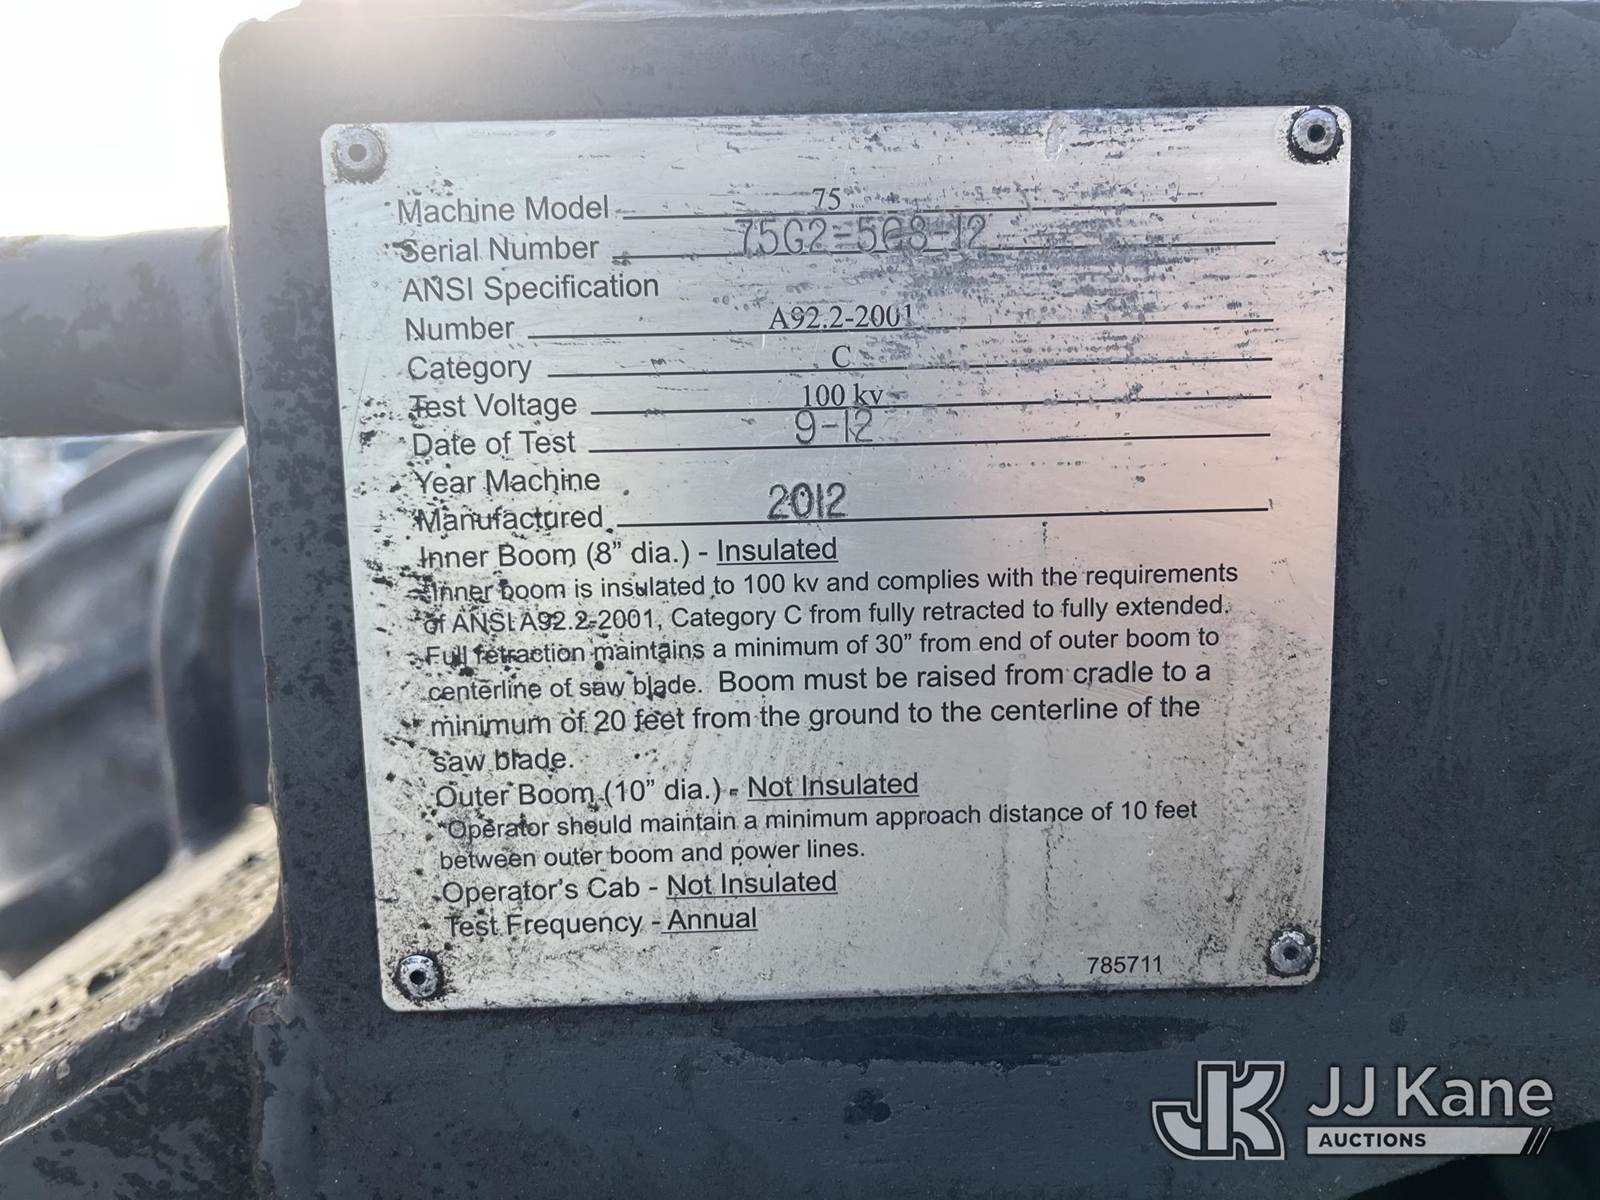 Machine Model 75
Serial Number 75G2-568-12
ANSI Specification
Number A92.2-2001
Category C
Test Voltage 100 kv
Date of Test 9-12
Year Machine
Manufactured 2012
Inner Boom (8" dia.) - Insulated
Inner boom is insulated to 100 kv and complies with the requirements
of ANSI A92.2-2001, Category C from fully retracted to fully extended.
Full retraction maintains a minimum of 30" from end of outer boom to
centerline of saw blade. Boom must be raised from cradle to a
minimum of 20 feet from the ground to the centerline of the
saw blade.
Outer Boom (10" dia.) - Not Insulated
Operator should maintain a minimum approach distance of 10 feet
between outer boom and power lines.
Operator's Cab - Not Insulated
Test Frequency - Annual
785711
JK JJ Kane
AUCTIONS